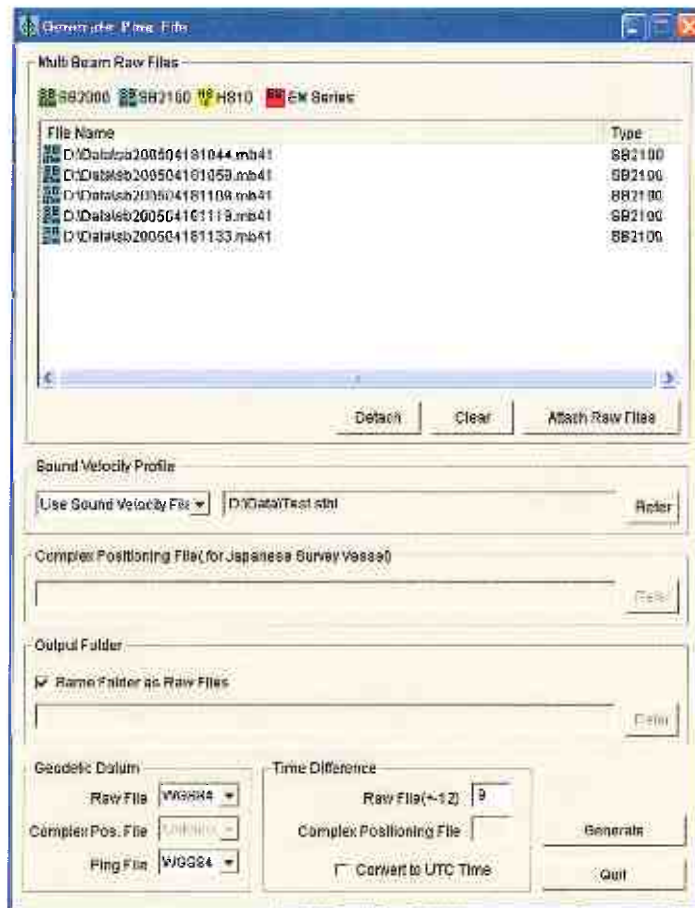 Generate Ping File
Multi Beam Raw Files
SB2000 SB2100 HS10 EM Series
File Name Type
D:\Data\sb200504181044.mb41 SB2100
D:\Data\sb200504181059.mb41 SB2100
D:\Data\sb200504181108.mb41 SB2100
D:\Data\sb200504181119.mb41 SB2100
D:\Data\sb200504181133.mb41 SB2100
Detach Clear Attach Raw Files
Sound Velocity Profile
Use Sound Velocity File D:\Data\Test.sthl Refer
Complex Positioning File(for Japanese Survey Vessel)
Refer
Output Folder
Same Folder as Raw Files
Refer
Geodetic Datum Time Difference
Raw File WGS84 Raw File(+-12) 9
Complex Pos. File Unknown Complex Positioning File Generate
Ping File WGS84 Convert to UTC Time Quit